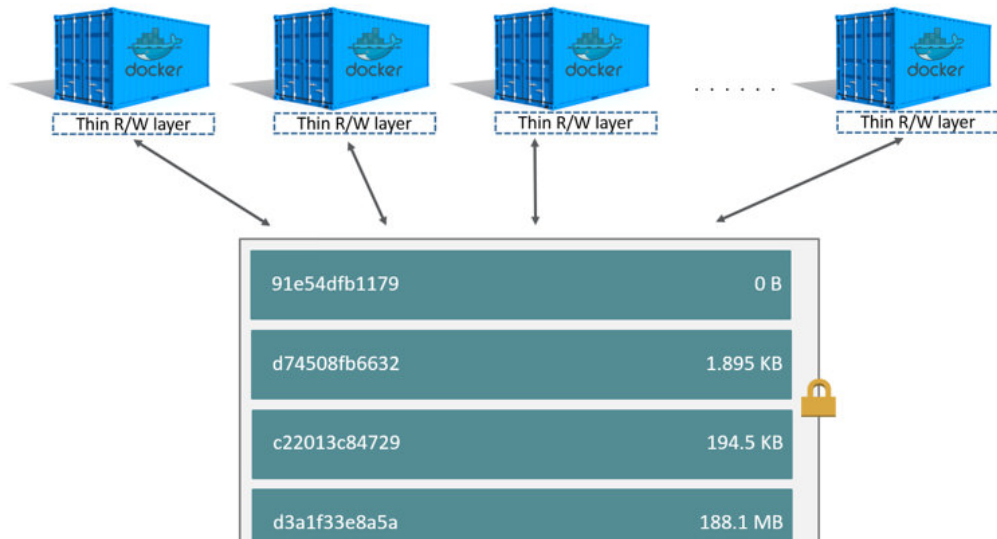 docker
docker
docker
docker
. . . . . .
Thin R/W layer
Thin R/W layer
Thin R/W layer
Thin R/W layer
91e54dfb1179 0 B
d74508fb6632 1.895 KB
c22013c84729 194.5 KB
d3a1f33e8a5a 188.1 MB